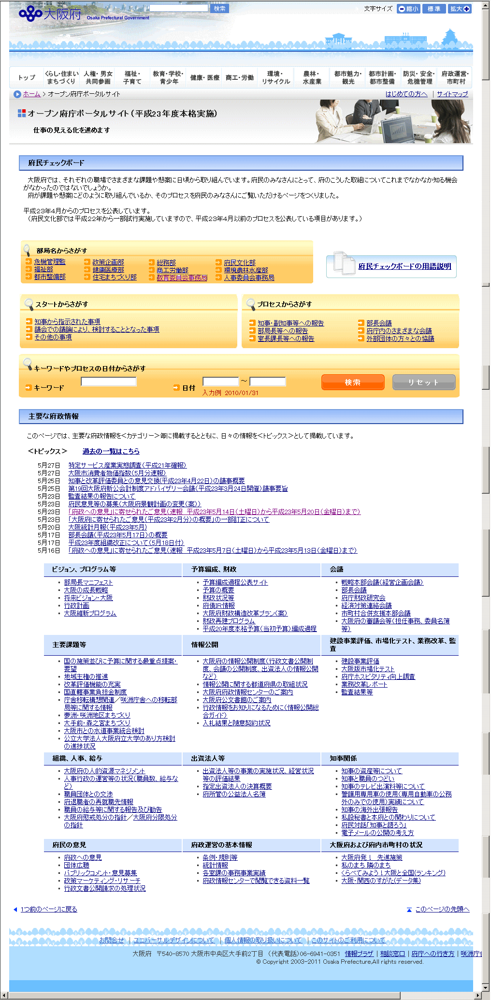 大阪府 Osaka Prefectural Government
検索
文字サイズ 縮小 標準 拡大
トップ
くらし・住まい まちづくり
人権・男女 共同参画
福祉・ 子育て
教育・学校・ 青少年
健康・医療
商工・労働
環境・ リサイクル
農林・ 水産業
都市魅力・ 観光
都市計画・ 都市整備
防災・安全・ 危機管理
府政運営・ 市町村
ホーム > オープン府庁ポータルサイト
はじめての方へ | サイトマップ
オープン府庁ポータルサイト(平成23年度本格実施)
仕事の見える化を進めます
府民チェックボード
大阪府では、それぞれの職場でさまざまな課題や懸案に日頃から取り組んでいます。府民のみなさんにとって、府のこうした取組についてこれまでなかなか知る機会
がなかったのではないでしょうか。
府が課題や懸案にどのように取り組んでいるか、そのプロセスを府民のみなさんにご覧いただけるページをつくりました。
平成23年4月からのプロセスを公表しています。
(府民文化部では平成22年から一部試行実施していますので、平成23年4月以前のプロセスを公表している項目があります。)
部局名からさがす
危機管理監 政策企画部 総務部 府民文化部
福祉部 健康医療部 商工労働部 環境農林水産部
都市整備部 住宅まちづくり部 教育委員会事務局 人事委員会事務局
府民チェックボードの用語説明
スタートからさがす
知事から指示された事項
議会での議論により、検討することとなった事項
その他の事項
プロセスからさがす
知事・副知事等への報告 部長会議
部局長等への報告 府庁内のさまざまな会議
室長課長等への報告 外部団体の方々との協議
キーワードやプロセスの日付からさがす
キーワード 日付 ~ 検索 リセット
入力例 2010/01/31
主要な府政情報
このページでは、主要な府政情報を<カテゴリー>毎に掲載するとともに、日々の情報を<トピックス>として掲載しています。
<トピックス> 過去の一覧はこちら
5月27日 特定サービス産業実態調査(平成21年確報)
5月27日 大阪市消費者物価指数(5月分速報)
5月25日 知事と改革評価委員との意見交換(平成23年4月22日)の議事概要
5月25日 第19回大阪府新公会計制度アドバイザリー会議(平成23年3月24日開催)議事要旨
5月23日 監査結果の報告について
5月23日 府民意見等の募集(大阪府景観計画の変更(案))
5月23日 「府政への意見」に寄せられたご意見(速報 平成23年5月14日(土曜日)から平成23年5月20日(金曜日)まで)
5月23日 「大阪府に寄せられたご意見(平成23年2月分)の概要」の一部訂正について
5月20日 大阪統計月報(平成23年5月)
5月17日 部長会議(平成23年5月17日)の概要
5月17日 平成23年度組織改正について(5月18日付)
5月16日 「府政への意見」に寄せられたご意見(速報 平成23年5月7日(土曜日)から平成23年5月13日(金曜日)まで)
ビジョン、プログラム等
部局長マニフェスト
大阪の成長戦略
将来ビジョン・大阪
行政計画
大阪維新プログラム
予算編成、財政
予算編成過程公表サイト
予算の概要
財政状況等
府債IR情報
大阪府財政構造改革プラン(案)
財政再建プログラム
平成20年度本格予算(当初予算)編成過程
会議
戦略本部会議(経営企画会議)
部長会議
府庁財政研究会
経済対策連絡会議
市町村合併支援本部会議
大阪府の審議会等(担任事務、委員名簿
等)
主要課題等
国の施策並びに予算に関する最重点提案・
要望
地域主権の推進
改革評価機能の充実
国直轄事業負担金制度
庁舎移転構想関連/咲洲庁舎への移転部
局等に関する情報
夢洲・咲洲地区まちづくり
大手前・森之宮まちづくり
大阪市との水道事業統合検討
公立大学法人大阪府立大学のあり方検討
の進捗状況
情報公開
大阪府の情報公開制度(行政文書公開制
度、会議の公開制度、出資法人の情報公開
など)
情報公開に関する都道府県の取組状況
大阪府府政情報センターのご案内
大阪府公文書館のご案内
行政情報をお知りになるために(情報公開総
合ガイド)
入札結果と随意契約状況
建設事業評価、市場化テスト、業務改革、監
査
建設事業評価
大阪版市場化テスト
府庁ホスピタリティ向上調査
業務改革レポート
監査結果等
組織、人事、給与
大阪府の人的資源マネジメント
人事行政の運営等の状況(職員数、給与な
ど)
職員団体との交渉
府退職者の再就職先情報
職員の給与等に関する報告及び勧告
大阪府懲戒処分の指針/大阪府分限処分
の指針
出資法人等
出資法人等の事業の実施状況、経営状況
等の評価結果
指定出資法人の決算概要
府所管の公益法人名簿
知事関係
知事の資産等について
知事と職員のつどい
知事のテレビ出演料等について
警護用専用車の使用(専用自動車の公務
外のみでの使用)実績について
知事の海外出張報告
私設秘書と本府との関わりについて
府民対話「知事と語ろう」
電子メールの公開の考え方
府民の意見
府政への意見
団体広聴
パブリックコメント・意見募集
政策マーケティング・リサーチ
行政文書公開請求の処理状況
府政運営の基本情報
条例・規則等
統計情報
各室課の事務事業実績
府政情報センターで閲覧できる資料一覧
大阪府および府内市町村の状況
大阪府発! 先進施策
私のまち 隣のまち
くらべてみよう!大阪と全国(ランキング)
大阪・関西のすがた(データ集)
1つ前のページに戻る
このページの先頭へ
お問合せ | ユニバーサルデザインについて | 個人情報の取り扱いについて | このサイトのご利用について
大阪府 〒540-8570 大阪市中央区大手前2丁目 (代表電話)06-6941-0351 情報プラザ | 相談窓口 | 府庁への行き方 | 咲洲庁舎
© Copyright 2003-2011 Osaka Prefecture,All rights reserved.